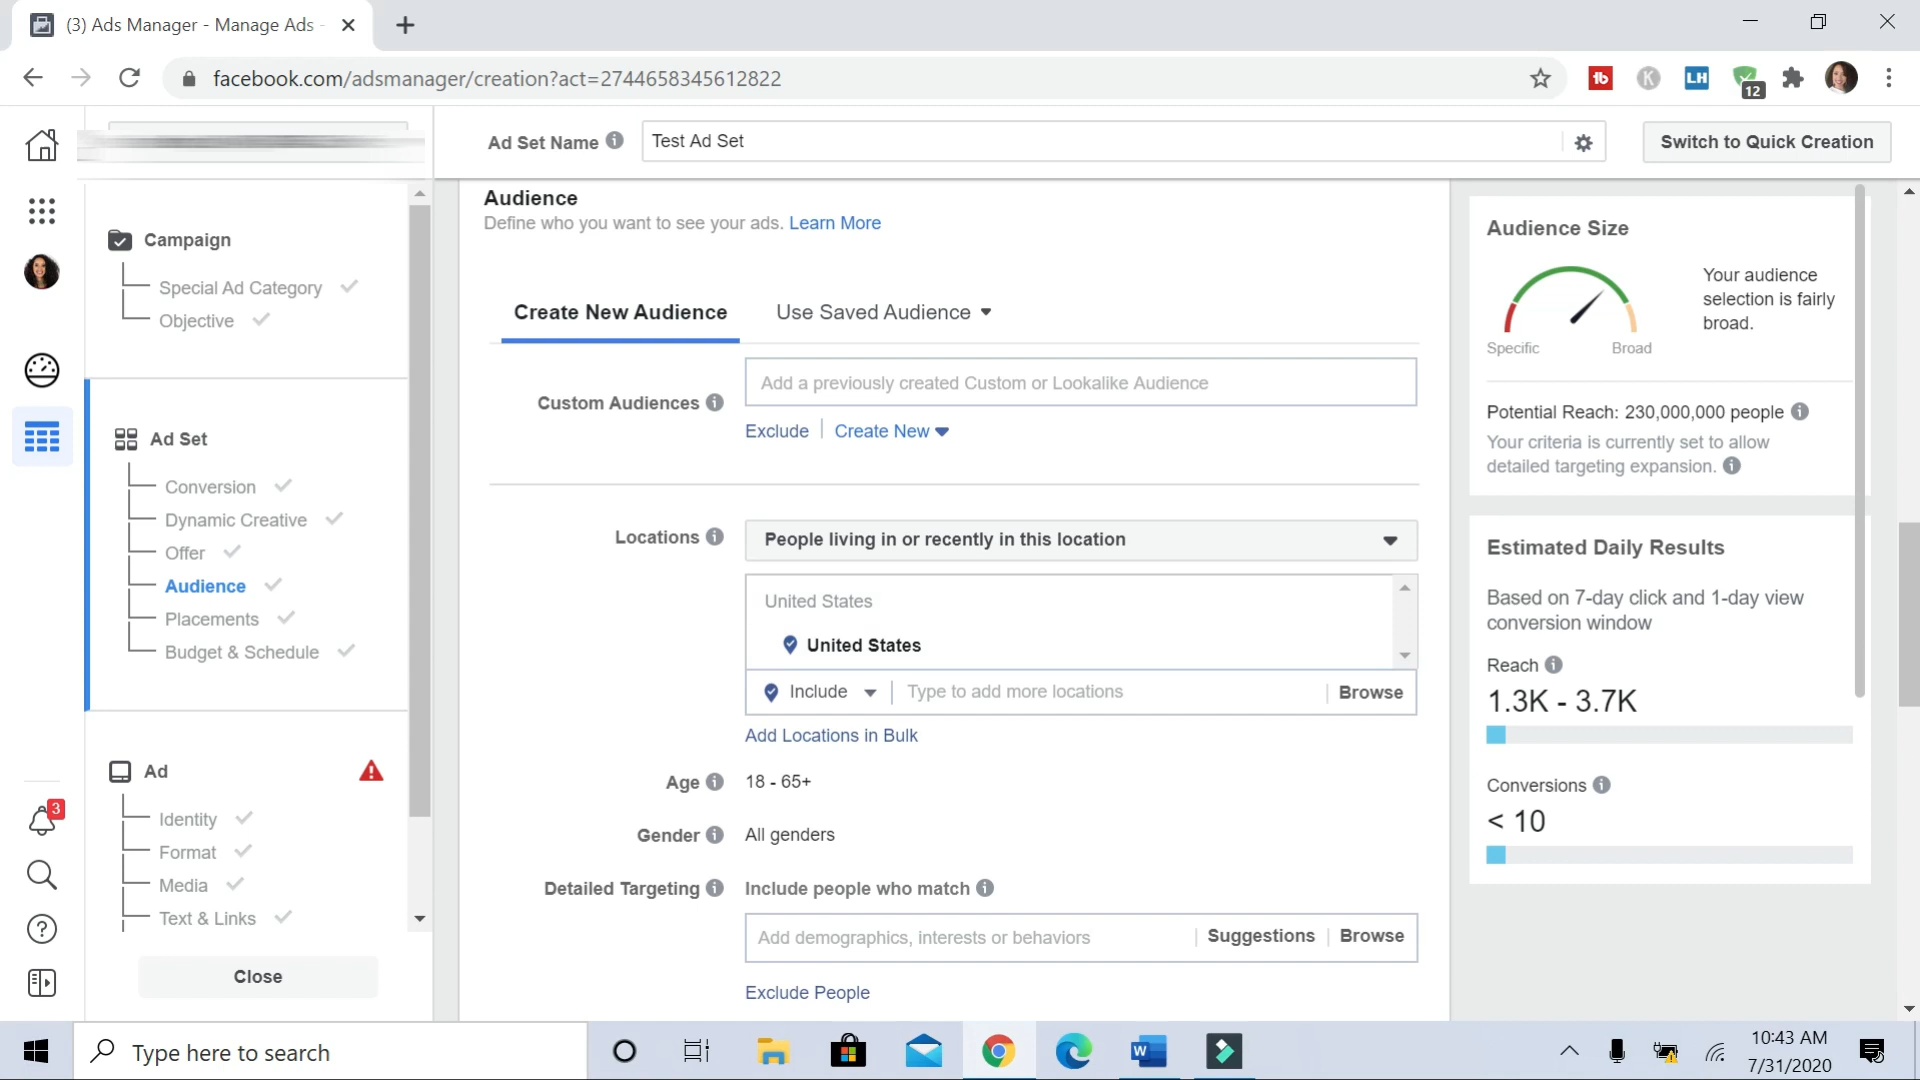 (3) Ads Manager - Manage Ads -
facebook.com/adsmanager/creation?act=2744658345612822
12
Ad Set Name
Test Ad Set
Switch to Quick Creation
Campaign
Special Ad Category
Objective
Ad Set
Conversion
Dynamic Creative
Offer
Audience
Placements
Budget & Schedule
Ad
Identity
Format
Media
Text & Links
Close
3
Audience
Define who you want to see your ads. Learn More
Create New Audience
Use Saved Audience
Custom Audiences
Add a previously created Custom or Lookalike Audience
Exclude
Create New
Locations
People living in or recently in this location
United States
United States
Include
Type to add more locations
Browse
Add Locations in Bulk
Age
18 - 65+
Gender
All genders
Detailed Targeting
Include people who match
Add demographics, interests or behaviors
Suggestions
Browse
Exclude People
Audience Size
Specific
Broad
Your audience
selection is fairly
broad.
Potential Reach: 230,000,000 people
Your criteria is currently set to allow
detailed targeting expansion.
Estimated Daily Results
Based on 7-day click and 1-day view
conversion window
Reach
1.3K - 3.7K
Conversions
< 10
Type here to search
10:43 AM
7/31/2020